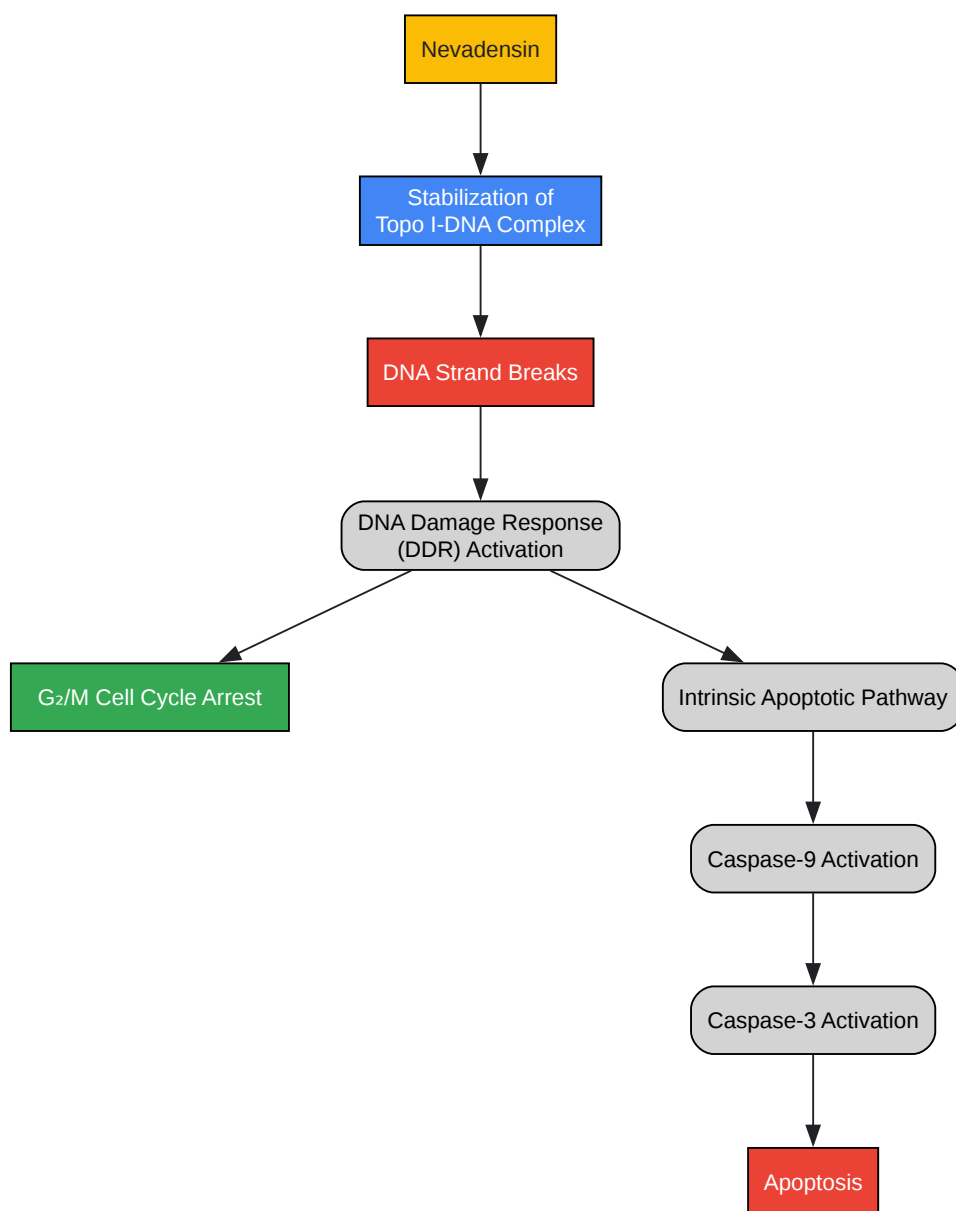 Nevadensin
Stabilization of
Topo I-DNA Complex
DNA Strand Breaks
DNA Damage Response
(DDR) Activation
G₂/M Cell Cycle Arrest
Intrinsic Apoptotic Pathway
Caspase-9 Activation
Caspase-3 Activation
Apoptosis